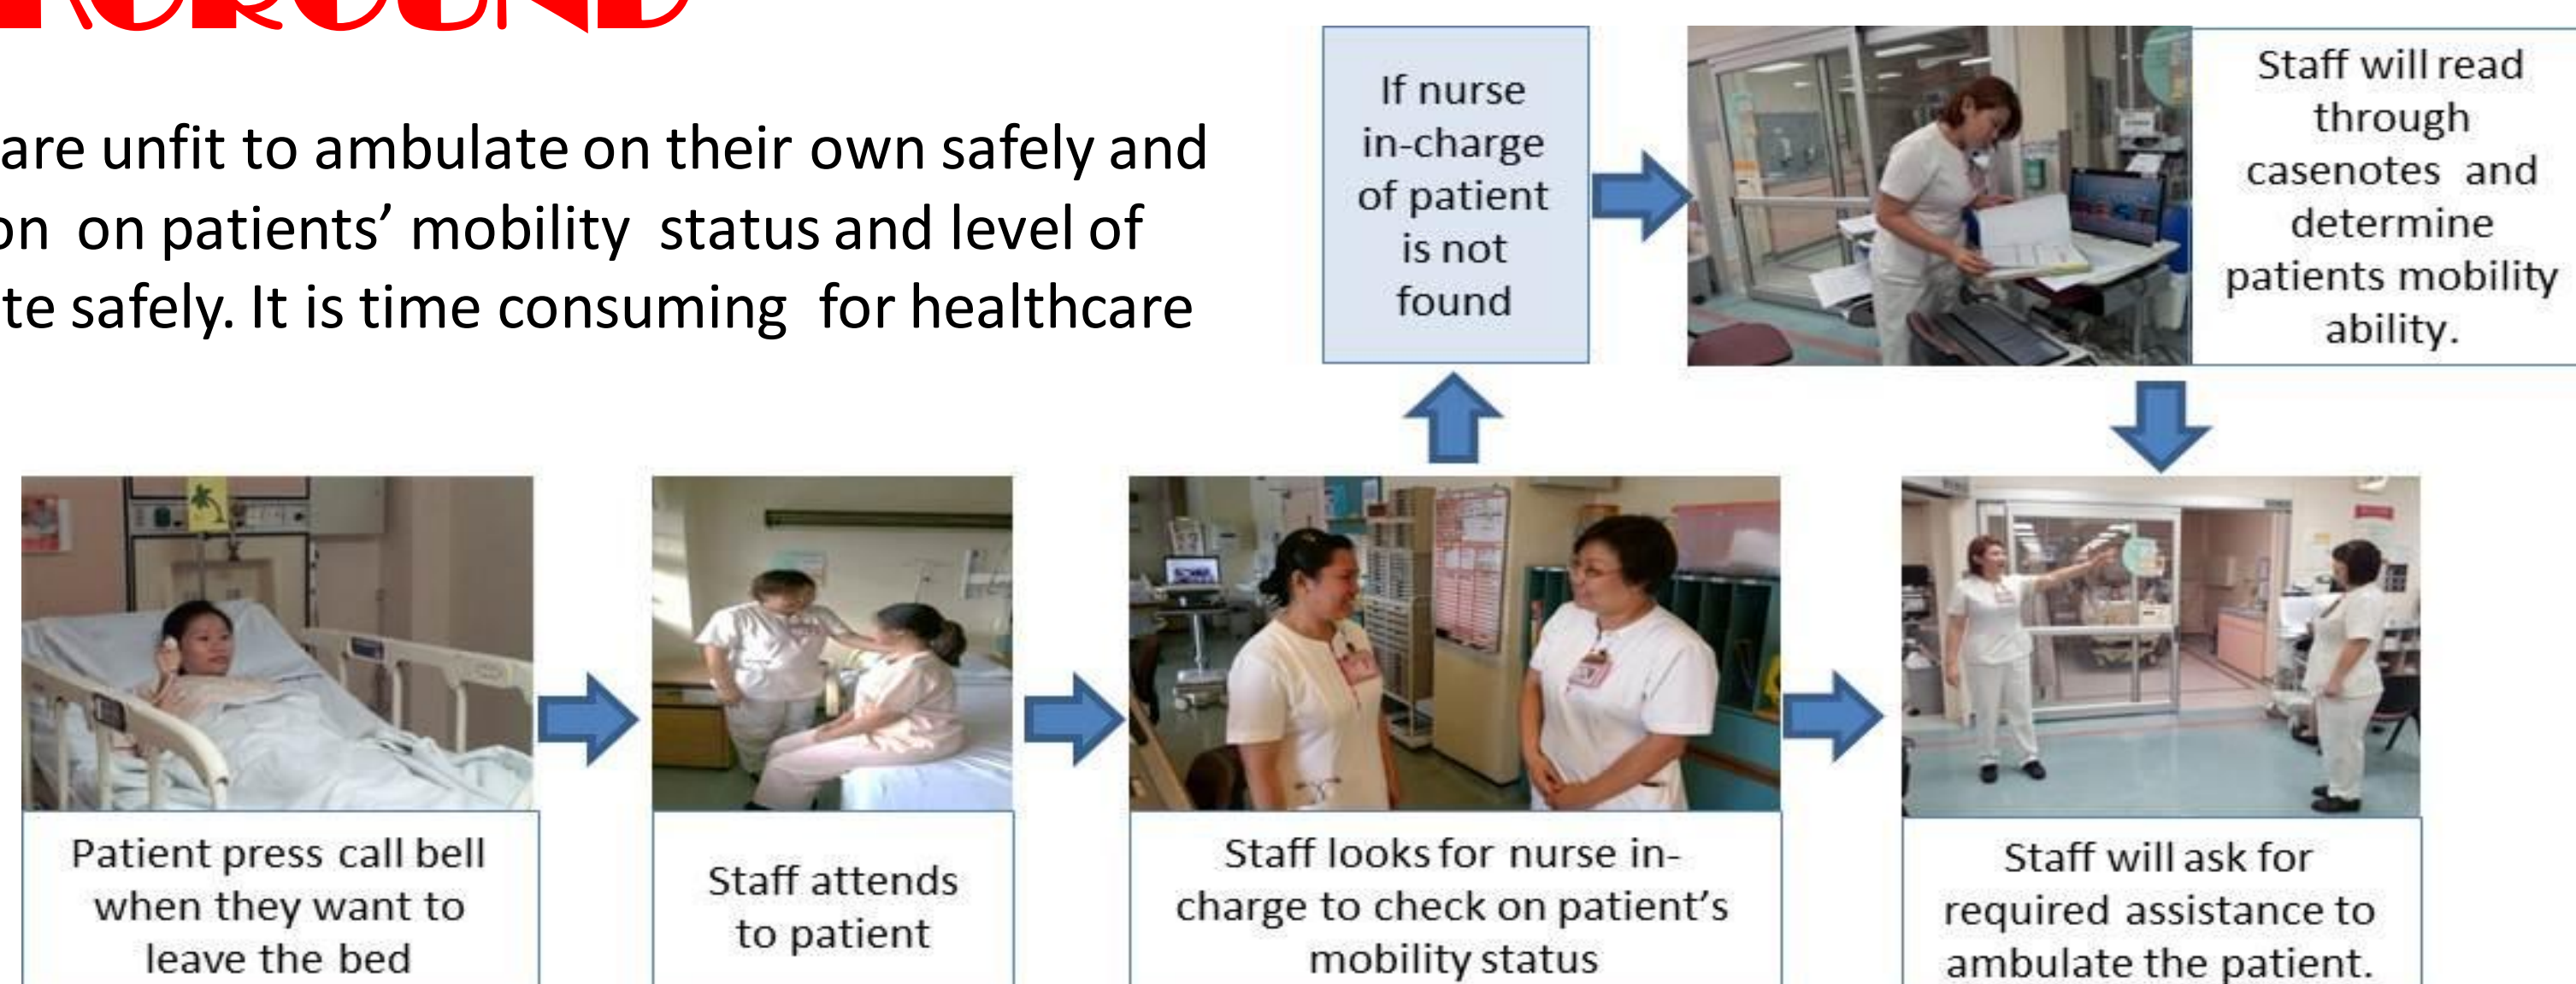 are unfit to ambulate on their own safely and
on on patients’ mobility status and level of
te safely. It is time consuming for healthcare
If nurse
in-charge
of patient
is not
found
Staff will read
through
casenotes and
determine
patients mobility
ability.
Patient press call bell
when they want to
leave the bed
Staff attends
to patient
Staff looks for nurse in-
charge to check on patient’s
mobility status
Staff will ask for
required assistance to
ambulate the patient.